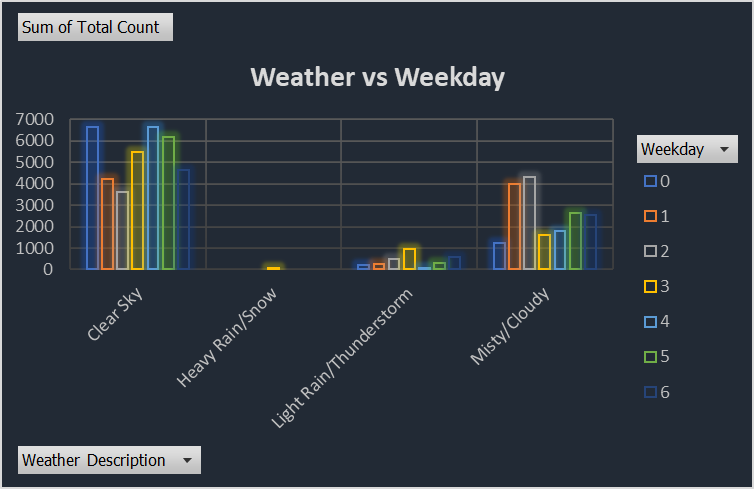 Sum of Total Count
Weather vs Weekday
7000
6000
5000
4000
3000
2000
1000
0
Clear Sky
Heavy Rain/Snow
Light Rain/Thunderstorm
Misty/Cloudy
Weekday
0
1
2
3
4
5
6
Weather Description